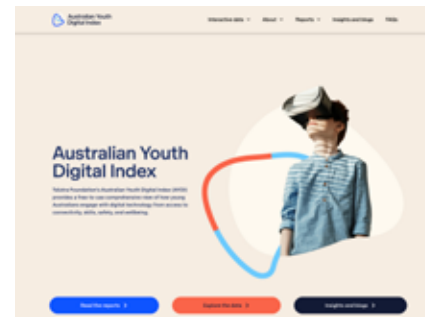 Australian Youth
Digital Index
Interactive data
About
Reports
Insights and blogs
FAQs
Australian Youth
Digital Index
Telstra Foundation's Australian Youth Digital Index (AYDI)
provides a free to use comprehensive view of how young
Australians engage with digital technology from access to
connectivity, skills, safety, and wellbeing.
Read the reports
Explore the data
Insights and blogs